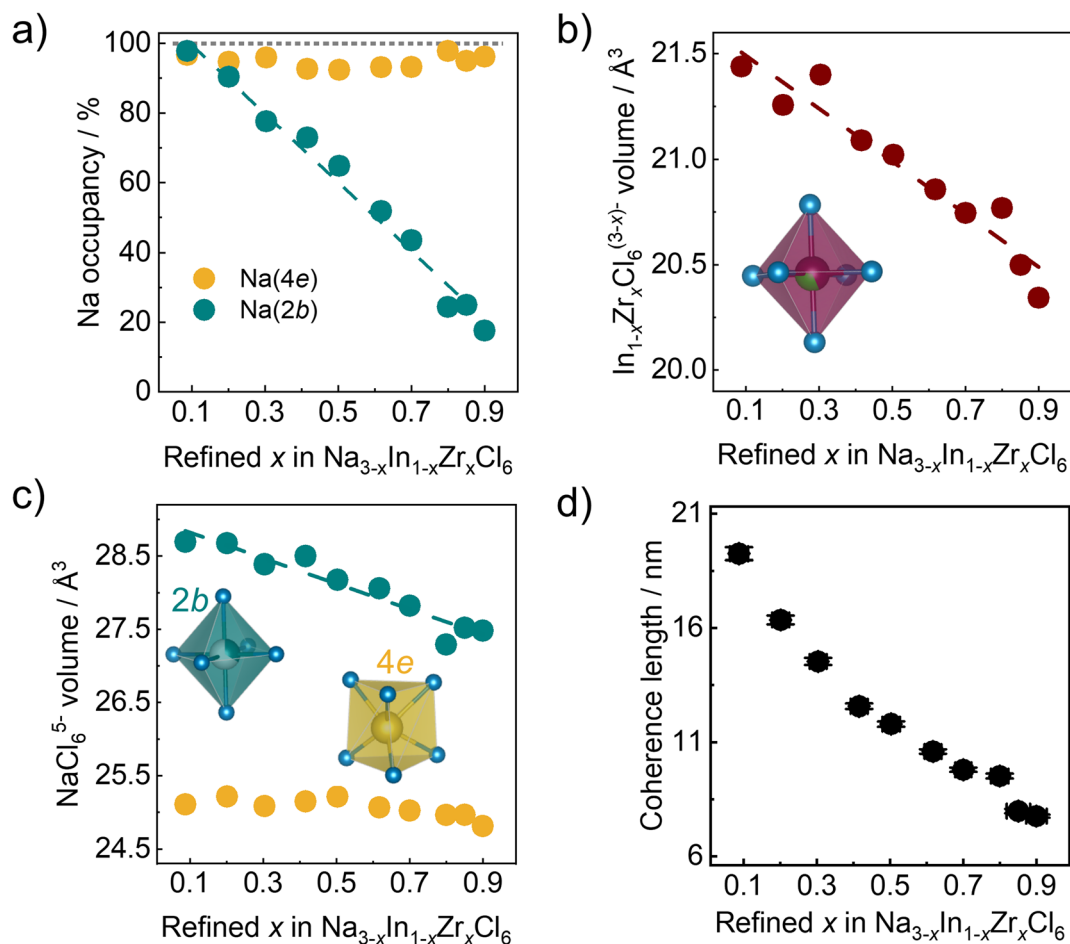 a)
Na occupancy / %
100
80
60
40
20
0
Na(4e)
Na(2b)
0.1 0.3 0.5 0.7 0.9
Refined x in Na₃₋ₓIn₁₋ₓZrₓCl₆
b)
In₁₋ₓZrₓCl₆⁽³⁻ˣ⁾⁻ volume / Å³
21.5
21.0
20.5
20.0
0.1 0.3 0.5 0.7 0.9
Refined x in Na₃₋ₓIn₁₋ₓZrₓCl₆
c)
NaCl₆⁵⁻ volume / Å³
28.5
27.5
26.5
25.5
24.5
2b
4e
0.1 0.3 0.5 0.7 0.9
Refined x in Na₃₋ₓIn₁₋ₓZrₓCl₆
d)
Coherence length / nm
21
16
11
6
0.1 0.3 0.5 0.7 0.9
Refined x in Na₃₋ₓIn₁₋ₓZrₓCl₆